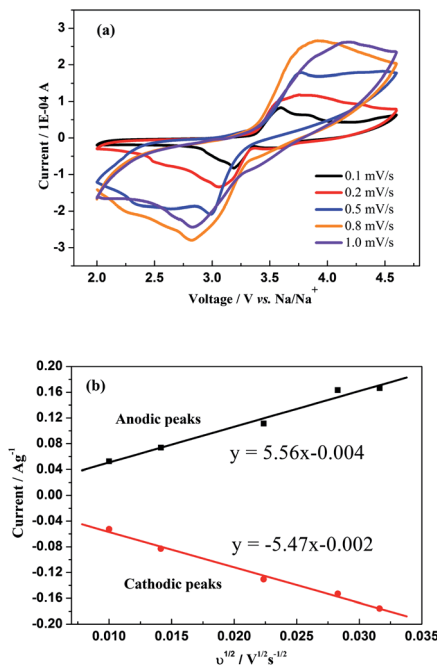 (a)
Current / 1E-04 A
3
2
1
0
-1
-2
-3
0.1 mV/s
0.2 mV/s
0.5 mV/s
0.8 mV/s
1.0 mV/s
2.0 2.5 3.0 3.5 4.0 4.5
Voltage / V vs. Na/Na+
(b)
Current / Ag-1
0.20
0.16
0.12
0.08
0.04
0.00
-0.04
-0.08
-0.12
-0.16
-0.20
Anodic peaks
y = 5.56x-0.004
y = -5.47x-0.002
Cathodic peaks
0.010 0.015 0.020 0.025 0.030 0.035
υ1/2 / V1/2s-1/2